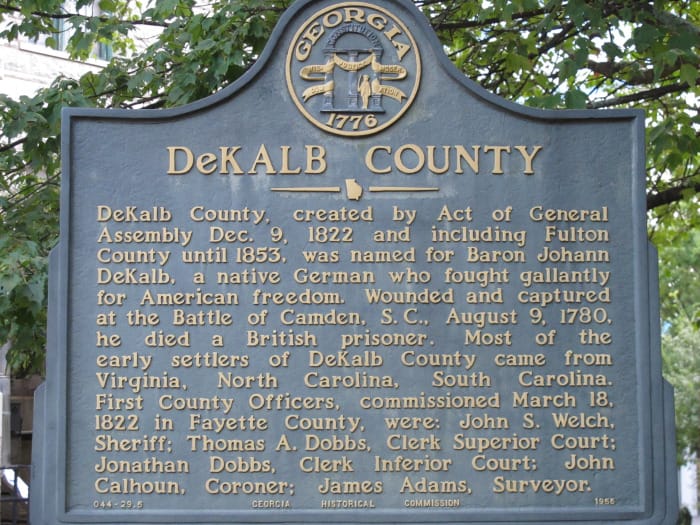 GEORGIA
CONSTITUTION
1776
DeKALB COUNTY
DeKalb County, created by Act of General
Assembly Dec. 9, 1822 and including Fulton
County until 1853, was named for Baron Johann
DeKalb, a native German who fought gallantly
for American freedom. Wounded and captured
at the Battle of Camden, S.C., August 9, 1780,
he died a British prisoner. Most of the
early settlers of DeKalb County came from
Virginia, North Carolina, South Carolina.
First County Officers, commissioned March 18,
1822 in Fayette County, were: John S. Welch,
Sheriff; Thomas A. Dobbs, Clerk Superior Court;
Jonathan Dobbs, Clerk Inferior Court; John
Calhoun, Coroner; James Adams, Surveyor.
044-29.5 GEORGIA HISTORICAL COMMISSION 1956